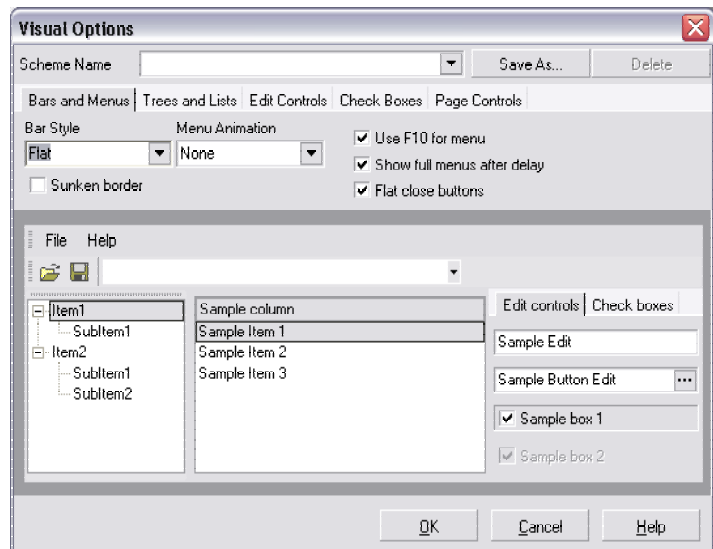 Visual Options
Scheme Name
Save As...
Delete
Bars and Menus
Trees and Lists
Edit Controls
Check Boxes
Page Controls
Bar Style
Menu Animation
Flat
None
Use F10 for menu
Show full menus after delay
Sunken border
Flat close buttons
File
Help
Item1
SubItem1
Item2
SubItem1
SubItem2
Sample column
Sample Item 1
Sample Item 2
Sample Item 3
Edit controls
Check boxes
Sample Edit
Sample Button Edit
...
Sample box 1
Sample box 2
OK
Cancel
Help